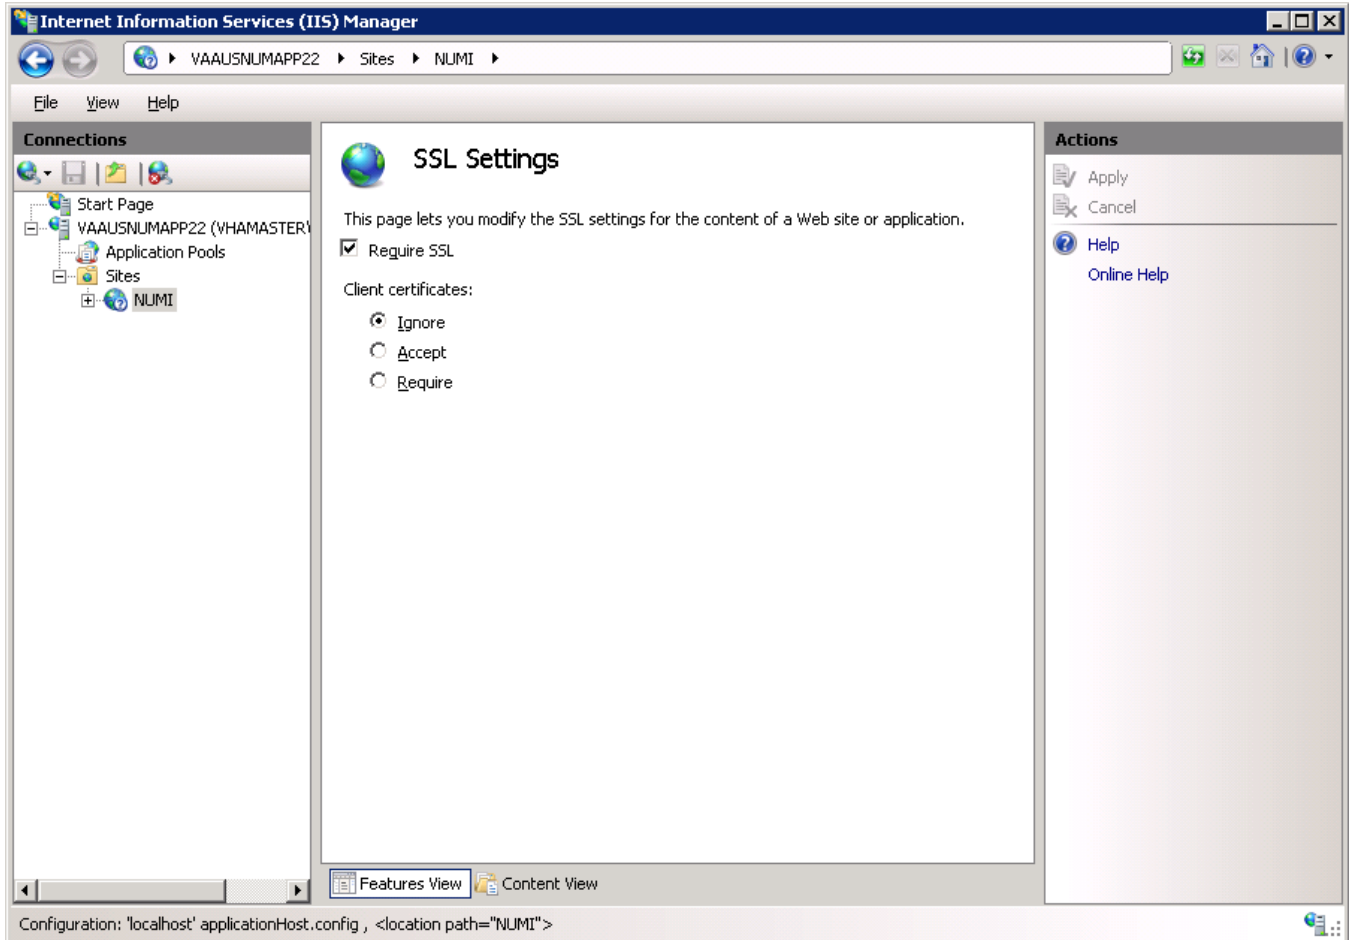 Internet Information Services (IIS) Manager
VAAUSNUMAPP22 Sites NUMI
File View Help
Connections
Start Page
VAAUSNUMAPP22 (VHAMASTER\
Application Pools
Sites
NUMI
SSL Settings
This page lets you modify the SSL settings for the content of a Web site or application.
Require SSL
Client certificates:
Ignore
Accept
Require
Features View Content View
Actions
Apply
Cancel
Help
Online Help
Configuration: 'localhost' applicationHost.config , <location path="NUMI">